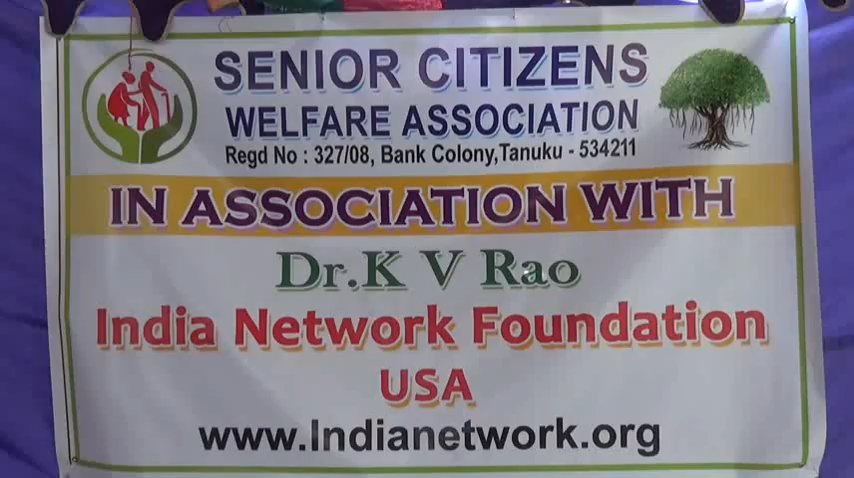 SENIOR CITIZENS
WELFARE ASSOCIATION
Regd No : 327/08, Bank Colony,Tanuku - 534211
IN ASSOCIATION WITH
Dr.K V Rao
India Network Foundation
USA
www.Indianetwork.org